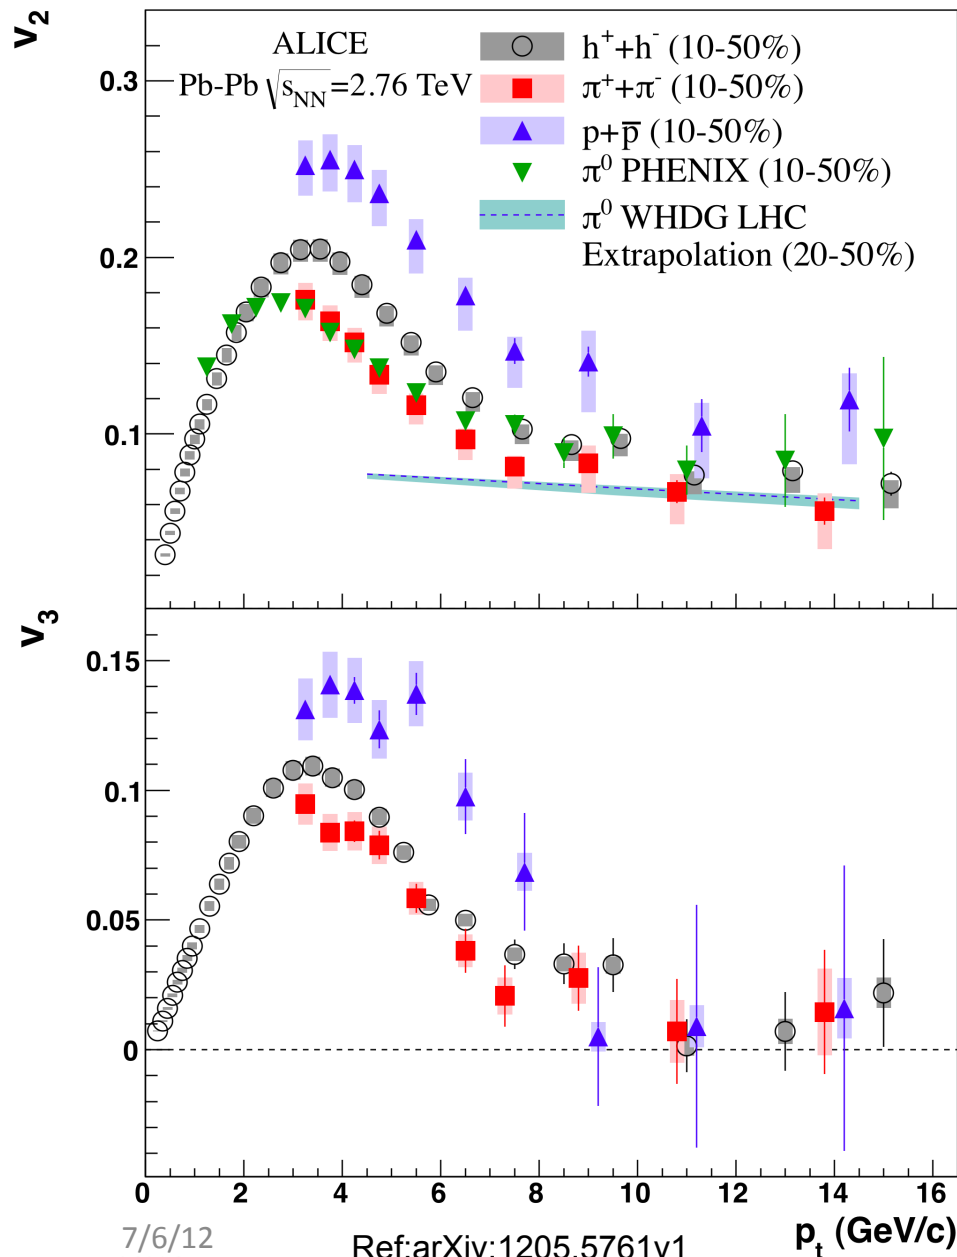 v₂
ALICE
Pb-Pb √s_NN=2.76 TeV
h⁺+h⁻ (10-50%)
π⁺+π⁻ (10-50%)
p+p̅ (10-50%)
π⁰ PHENIX (10-50%)
π⁰ WHDG LHC
Extrapolation (20-50%)
0.3
0.2
0.1
v₃
0.15
0.1
0.05
0
0 2 4 6 8 10 12 14 16
p_t (GeV/c)
7/6/12
Ref:arXiv:1205.5761v1